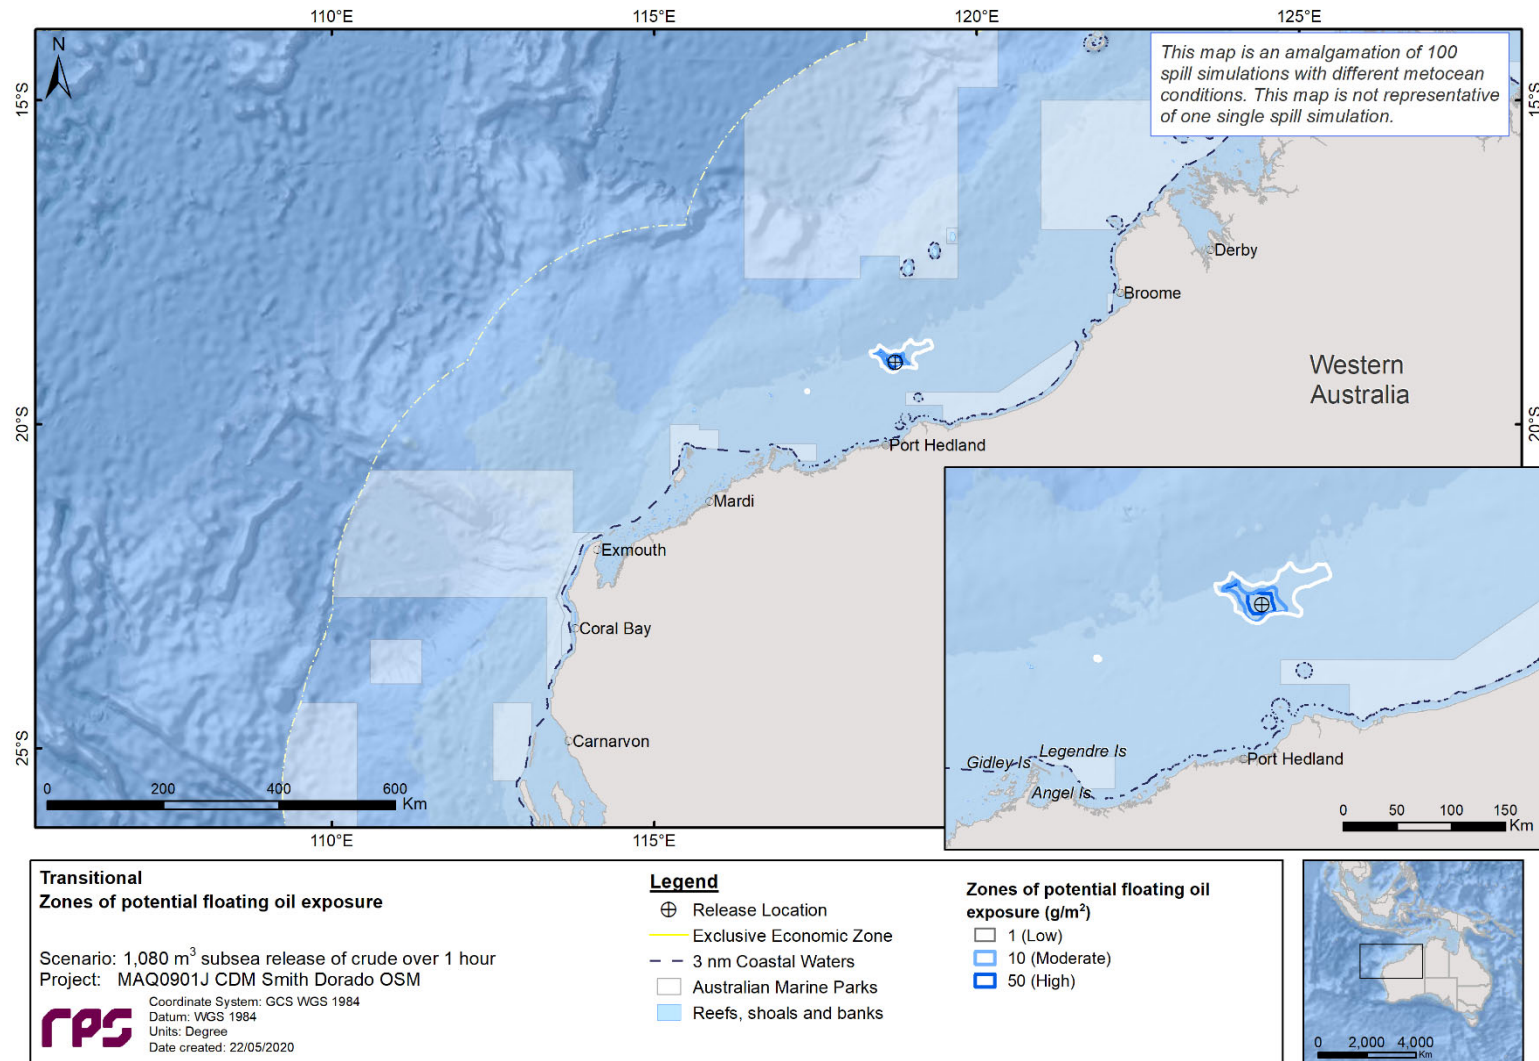 110°E
115°E
120°E
125°E
N
This map is an amalgamation of 100
spill simulations with different metocean
conditions. This map is not representative
of one single spill simulation.
15°S
15°S
Derby
Broome
Western
Australia
20°S
20°S
Port Hedland
Mardi
Exmouth
Coral Bay
Carnarvon
25°S
0 200 400 600
Km
Legendre Is
Gidley Is
Angel Is
Port Hedland
0 50 100 150
Km
110°E
115°E
Transitional
Zones of potential floating oil exposure
Scenario: 1,080 m³ subsea release of crude over 1 hour
Project: MAQ0901J CDM Smith Dorado OSM
rps
Coordinate System: GCS WGS 1984
Datum: WGS 1984
Units: Degree
Date created: 22/05/2020
Legend
Release Location
Exclusive Economic Zone
3 nm Coastal Waters
Australian Marine Parks
Reefs, shoals and banks
Zones of potential floating oil
exposure (g/m²)
1 (Low)
10 (Moderate)
50 (High)
0 2,000 4,000
Km